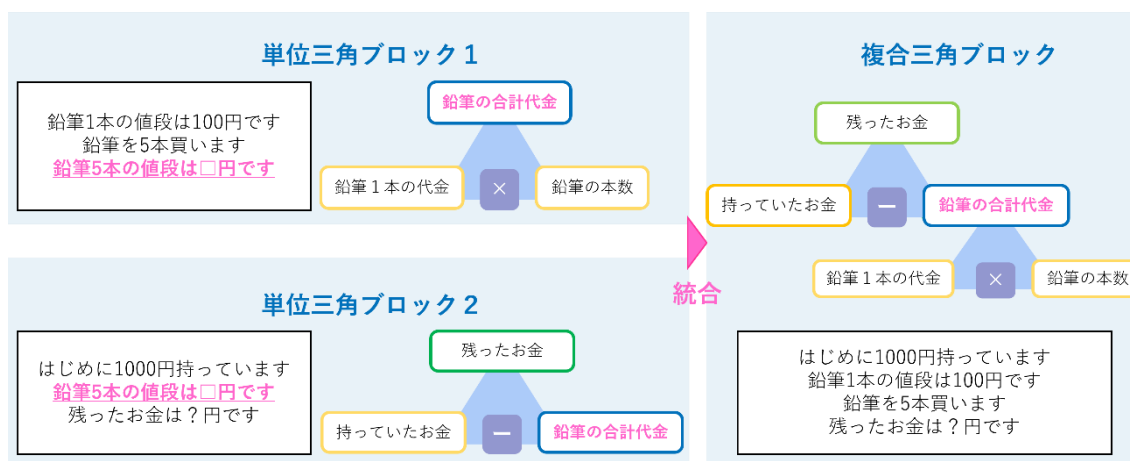 単位三角ブロック1
鉛筆1本の値段は100円です
鉛筆を5本買います
鉛筆5本の値段は□円です
鉛筆の合計代金
鉛筆1本の代金
×
鉛筆の本数
単位三角ブロック2
はじめに1000円持っています
鉛筆5本の値段は□円です
残ったお金は？円です
残ったお金
持っていたお金
ー
鉛筆の合計代金
統合
複合三角ブロック
残ったお金
持っていたお金
ー
鉛筆の合計代金
鉛筆1本の代金
×
鉛筆の本数
はじめに1000円持っています
鉛筆1本の値段は100円です
鉛筆を5本買います
残ったお金は？円です